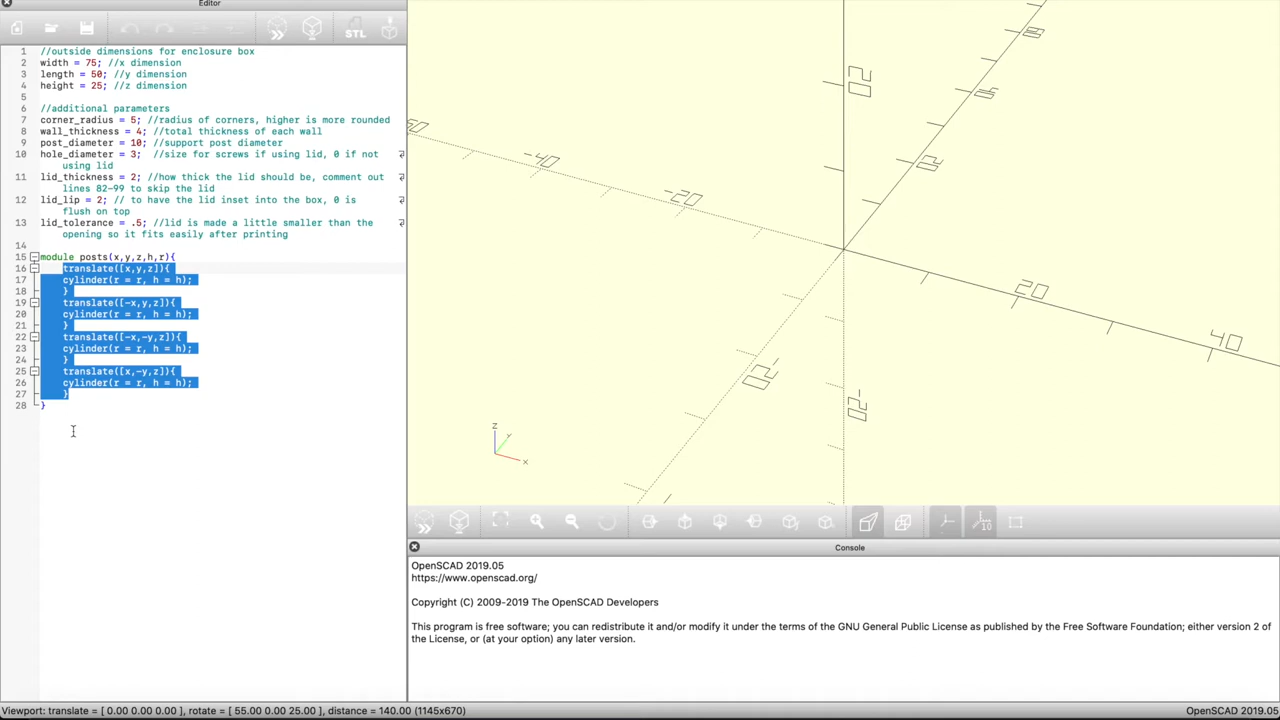 Editor
STL
1 //outside dimensions for enclosure box
2 width = 75; //x dimension
3 length = 50; //y dimension
4 height = 25; //z dimension
5
6 //additional parameters
7 corner_radius = 5; //radius of corners, higher is more rounded
8 wall_thickness = 4; //total thickness of each wall
9 post_diameter = 10; //support post diameter
10 hole_diameter = 3;  //size for screws if using lid, 0 if not
using lid
11 lid_thickness = 2; //how thick the lid should be, comment out
lines 82-99 to skip the lid
12 lid_lip = 2; // to have the lid inset into the box, 0 is
flush on top
13 lid_tolerance = .5; //lid is made a little smaller than the
opening so it fits easily after printing
14
15 module posts(x,y,z,h,r){
16 translate([x,y,z]){
17 cylinder(r = r, h = h);
18 }
19 translate([-x,y,z]){
20 cylinder(r = r, h = h);
21 }
22 translate([-x,-y,z]){
23 cylinder(r = r, h = h);
24 }
25 translate([x,-y,z]){
26 cylinder(r = r, h = h);
27 }
28 }
20
-40
-20
20
20
40
-20
-20
Z
Y
X
10
Console
OpenSCAD 2019.05
https://www.openscad.org/
Copyright (C) 2009-2019 The OpenSCAD Developers
This program is free software; you can redistribute it and/or modify it under the terms of the GNU General Public License as published by the Free Software Foundation; either version 2 of
the License, or (at your option) any later version.
Viewport: translate = [ 0.00 0.00 0.00 ], rotate = [ 55.00 0.00 25.00 ], distance = 140.00 (1145x670)
OpenSCAD 2019.05